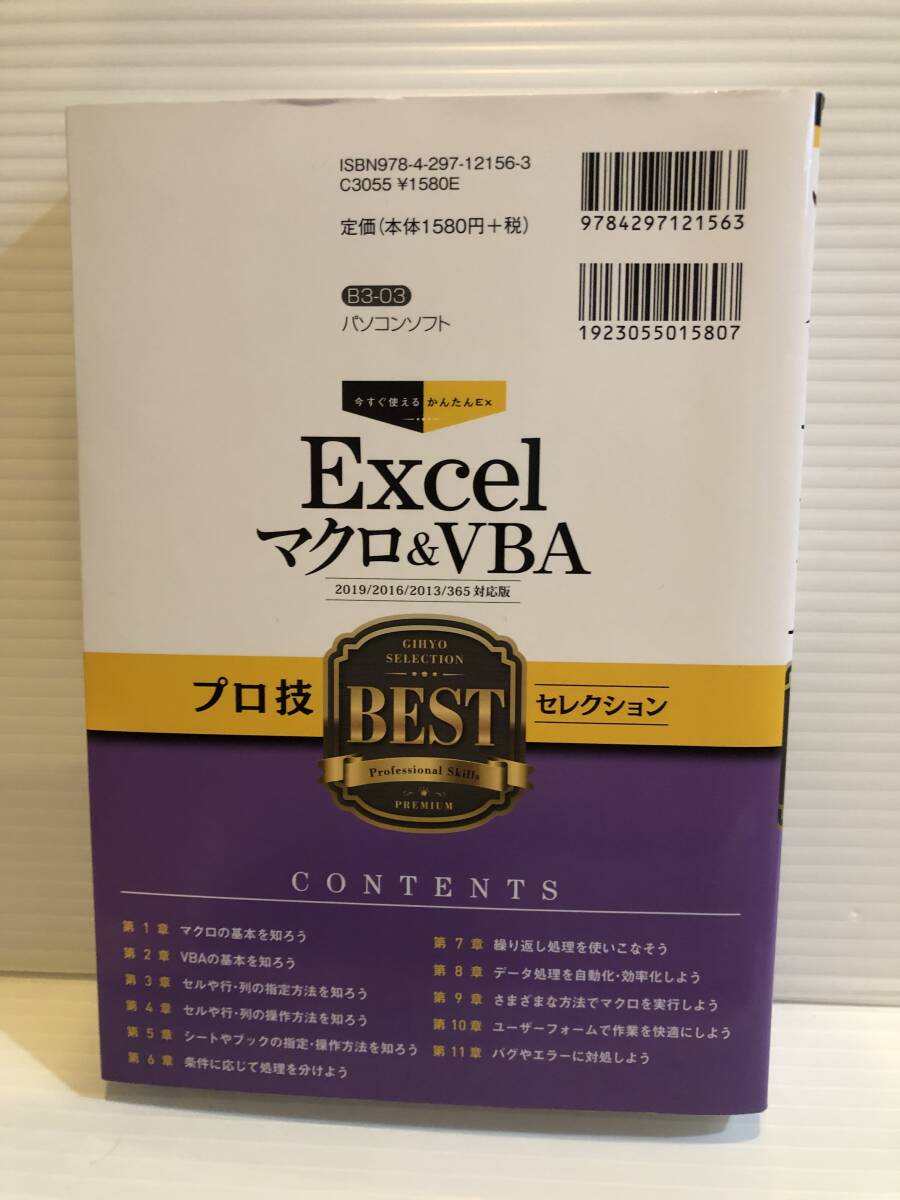 ISBN978-4-297-12156-3
C3055 ¥1580E
定価(本体1580円+税)
9784297121563
B3-03
パソコンソフト
1923055015807
今すぐ使えるかんたんEx
Excel
マクロ&VBA
2019/2016/2013/365 対応版
GIHYO
SELECTION
プロ技 BEST セレクション
Professional Skills
PREMIUM
CONTENTS
第1章 マクロの基本を知ろう
第2章 VBAの基本を知ろう
第3章 セルや行・列の指定方法を知ろう
第4章 セルや行・列の操作方法を知ろう
第5章 シートやブックの指定・操作方法を知ろう
第6章 条件に応じて処理を分けよう
第7章 繰り返し処理を使いこなそう
第8章 データ処理を自動化・効率化しよう
第9章 さまざまな方法でマクロを実行しよう
第10章 ユーザーフォームで作業を快適にしよう
第11章 バグやエラーに対処しよう